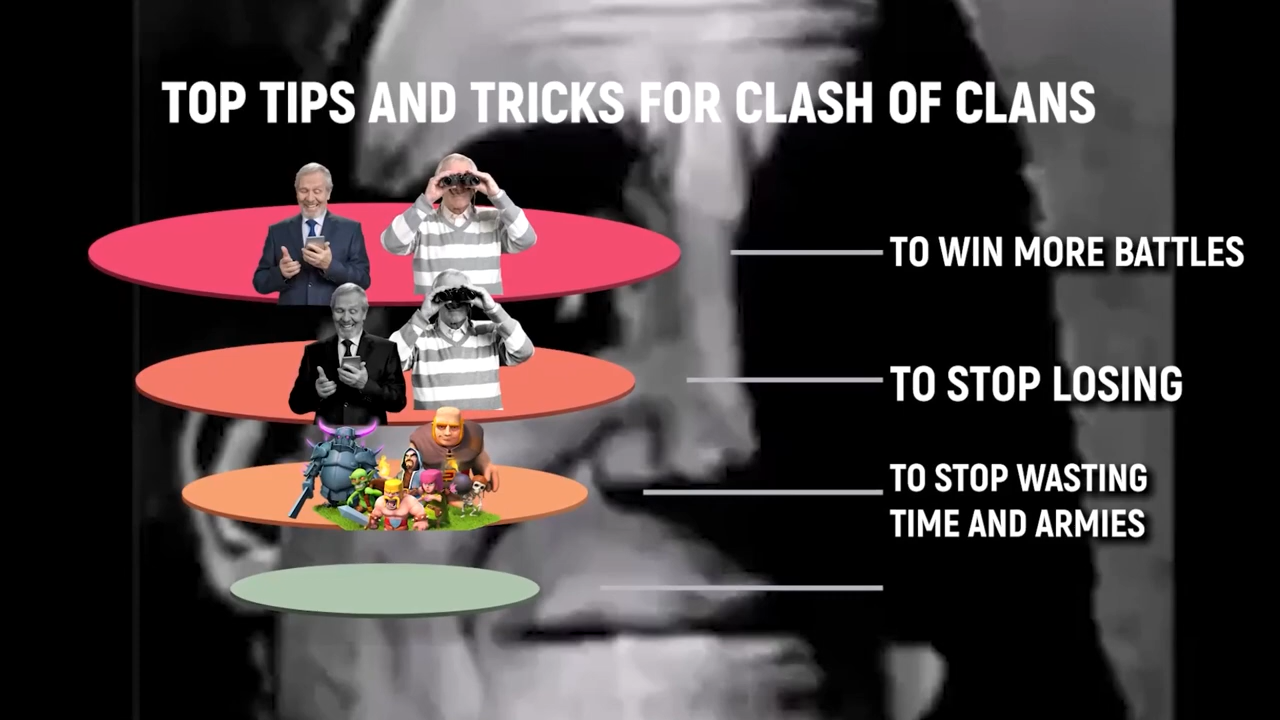 TOP TIPS AND TRICKS FOR CLASH OF CLANS
TO WIN MORE BATTLES
TO STOP LOSING
TO STOP WASTING
TIME AND ARMIES